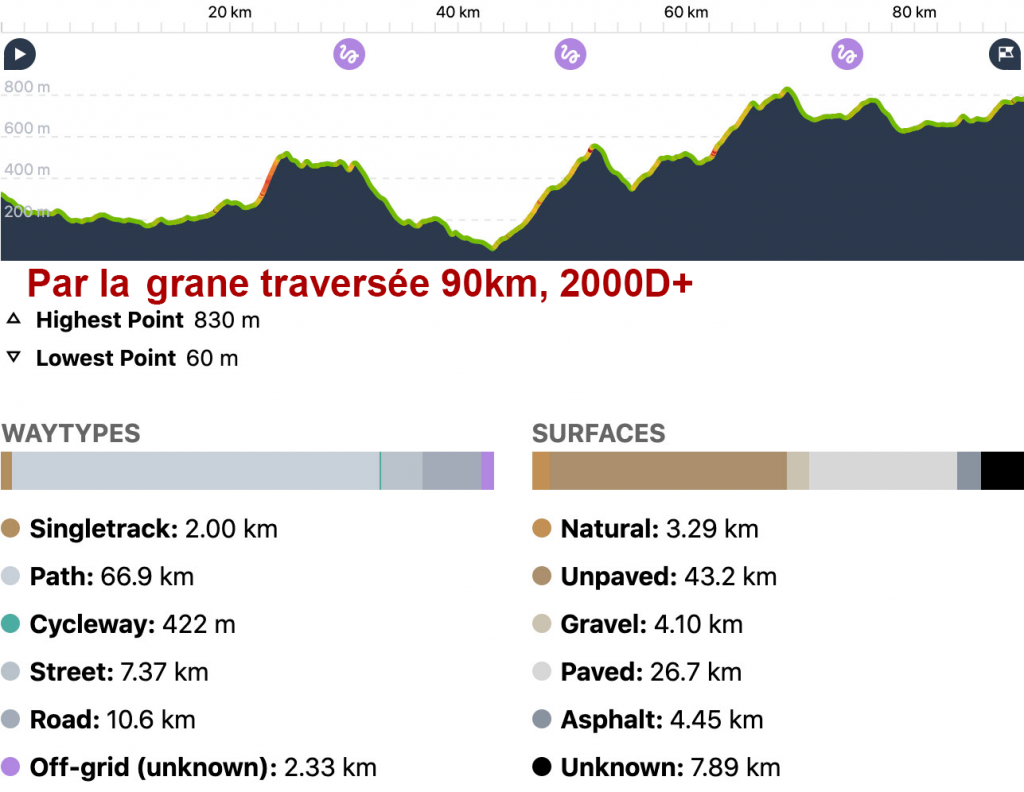 20 km 40 km 60 km 80 km
800 m
600 m
400 m
200 m
Par la grane traversée 90km, 2000D+
Highest Point 830 m
Lowest Point 60 m
WAYTYPES
Singletrack: 2.00 km
Path: 66.9 km
Cycleway: 422 m
Street: 7.37 km
Road: 10.6 km
Off-grid (unknown): 2.33 km
SURFACES
Natural: 3.29 km
Unpaved: 43.2 km
Gravel: 4.10 km
Paved: 26.7 km
Asphalt: 4.45 km
Unknown: 7.89 km